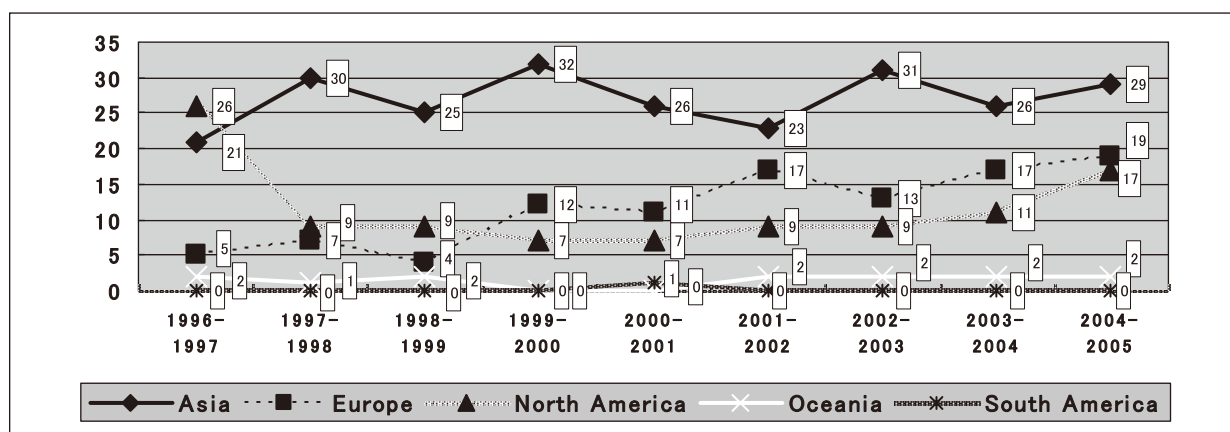 35
30
25
20
15
10
5
0
26 21 5 2 0
30 9 7 1 0
25 9 4 2 0
32 12 7 0 0
26 11 7 1 0
23 17 9 2 0
31 13 9 2 0
26 17 11 2 0
29 19 17 2 0
1996- 1997- 1998- 1999- 2000- 2001- 2002- 2003- 2004-
1997 1998 1999 2000 2001 2002 2003 2004 2005
Asia Europe North America Oceania South America